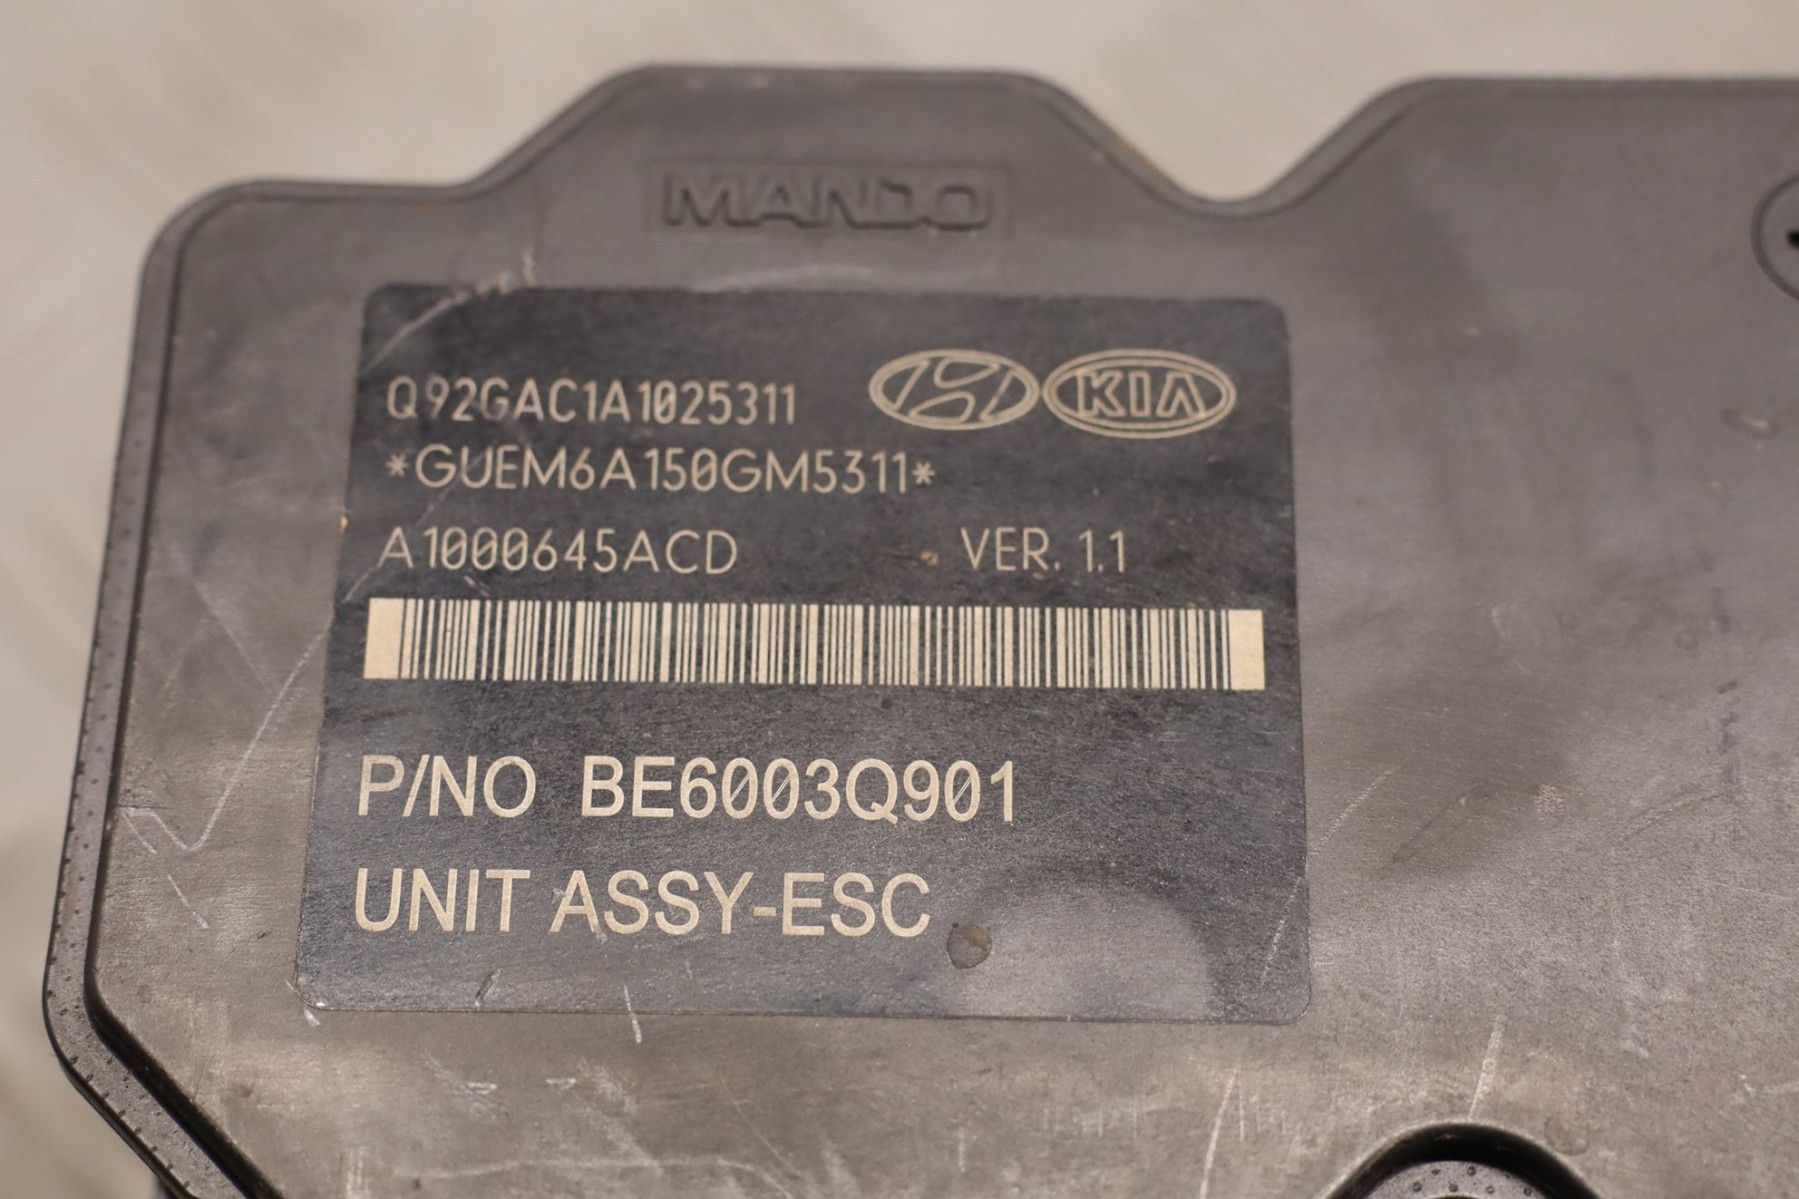 MANDO
Q92GAC1A1025311
KIA
*GUEM6A150GM5311*
A1000645ACD VER. 1.1
P/NO BE6003Q901
UNIT ASSY-ESC